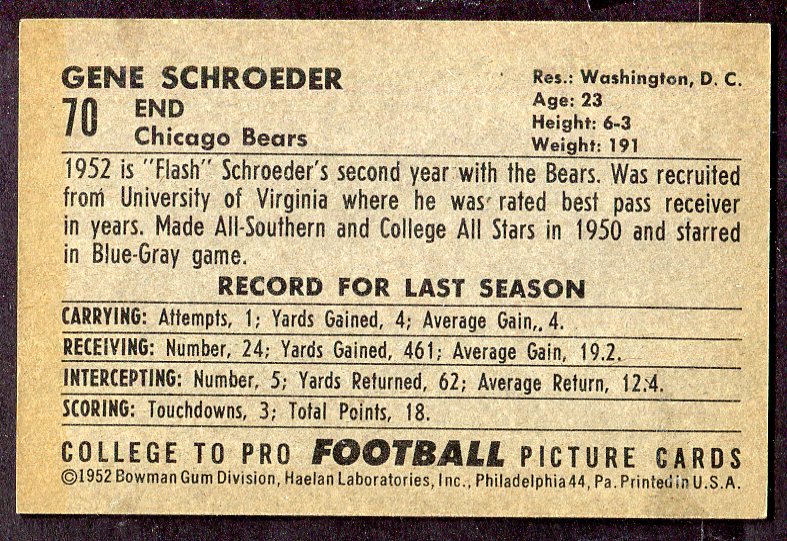 GENE SCHROEDER
70 END
Chicago Bears
Res.: Washington, D. C.
Age: 23
Height: 6-3
Weight: 191
1952 is "Flash" Schroeder's second year with the Bears. Was recruited
from University of Virginia where he was rated best pass receiver
in years. Made All-Southern and College All Stars in 1950 and starred
in Blue-Gray game.
RECORD FOR LAST SEASON
CARRYING: Attempts, 1; Yards Gained, 4; Average Gain,. 4.
RECEIVING: Number, 24; Yards Gained, 461; Average Gain, 19.2.
INTERCEPTING: Number, 5; Yards Returned, 62; Average Return, 12.4.
SCORING: Touchdowns, 3; Total Points, 18.
COLLEGE TO PRO FOOTBALL PICTURE CARDS
©1952 Bowman Gum Division, Haelan Laboratories, Inc., Philadelphia 44, Pa. Printed in U.S.A.